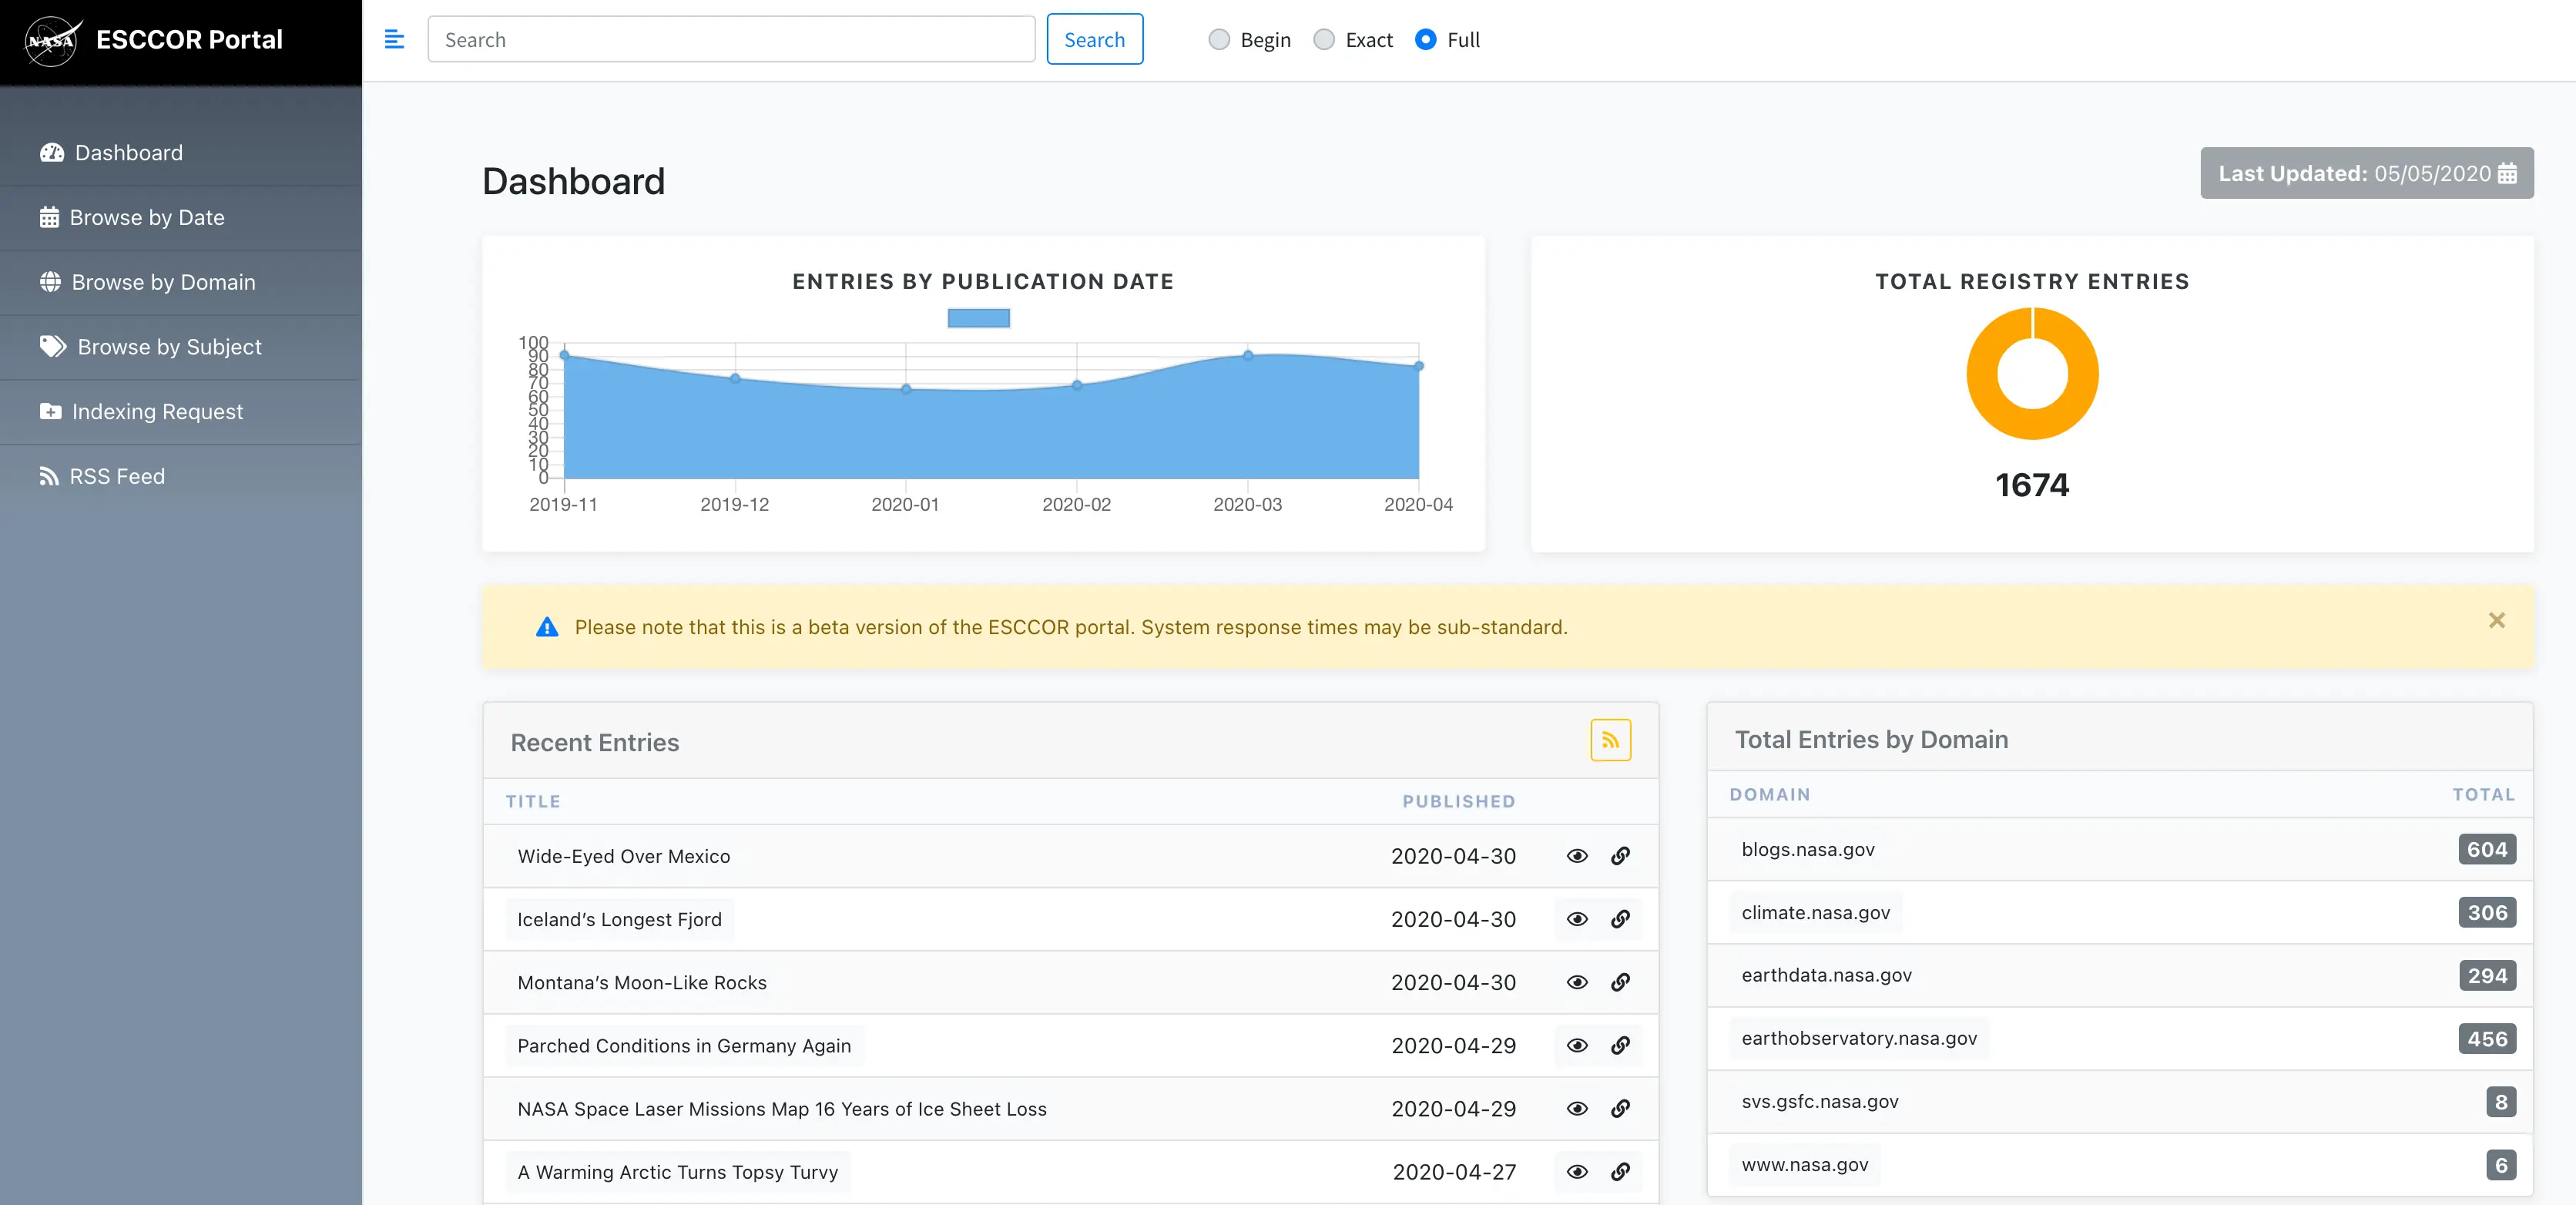 NASA ESCCOR Portal
Search Search Begin Exact Full
Dashboard
Browse by Date
Browse by Domain
Browse by Subject
Indexing Request
RSS Feed
Dashboard
Last Updated: 05/05/2020
ENTRIES BY PUBLICATION DATE
100
90
80
70
60
50
40
30
20
10
0
2019-11 2019-12 2020-01 2020-02 2020-03 2020-04
TOTAL REGISTRY ENTRIES
1674
Please note that this is a beta version of the ESCCOR portal. System response times may be sub-standard.
Recent Entries
TITLE PUBLISHED
Wide-Eyed Over Mexico 2020-04-30
Iceland’s Longest Fjord 2020-04-30
Montana’s Moon-Like Rocks 2020-04-30
Parched Conditions in Germany Again 2020-04-29
NASA Space Laser Missions Map 16 Years of Ice Sheet Loss 2020-04-29
A Warming Arctic Turns Topsy Turvy 2020-04-27
Total Entries by Domain
DOMAIN TOTAL
blogs.nasa.gov 604
climate.nasa.gov 306
earthdata.nasa.gov 294
earthobservatory.nasa.gov 456
svs.gsfc.nasa.gov 8
www.nasa.gov 6